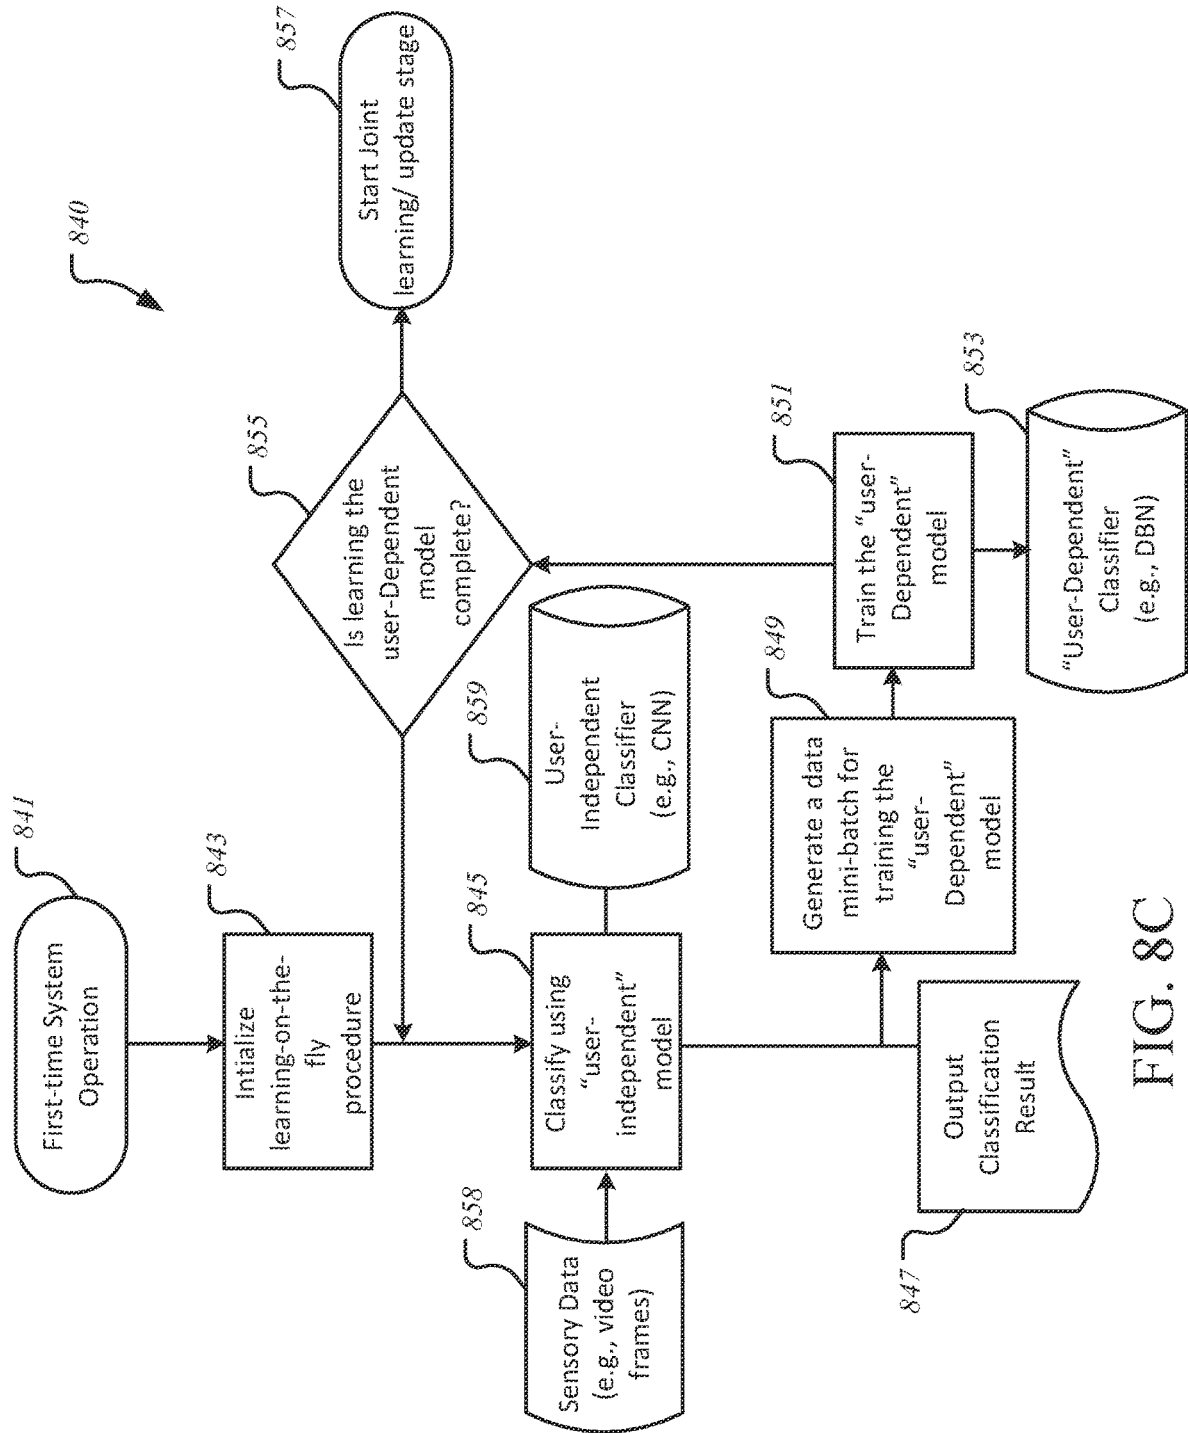 840
841
First-time System
Operation
843
Intialize
learning-on-the-
fly
procedure
855
Is learning the
user-Dependent
model
complete?
857
Start Joint
learning/ update stage
858
Sensory Data
(e.g., video
frames)
845
Classify using
“user-
independent”
model
859
User-
Independent
Classifier
(e.g., CNN)
847
Output
Classification
Result
849
Generate a data
mini-batch for
training the
“user-
Dependent”
model
851
Train the “user-
Dependent”
model
853
“User-Dependent”
Classifier
(e.g., DBN)
FIG. 8C